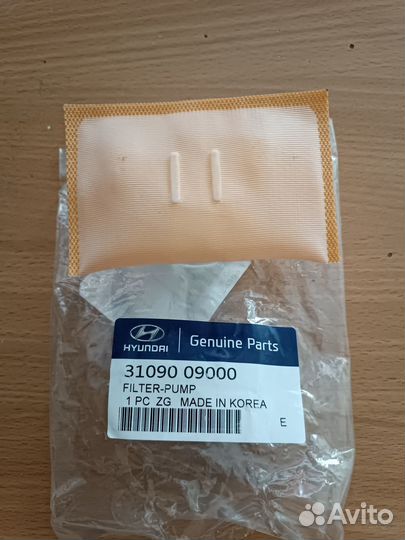 HYUNDAI
Genuine Parts
31090 09000
FILTER-PUMP
1 PC ZG MADE IN KOREA
E
Avito